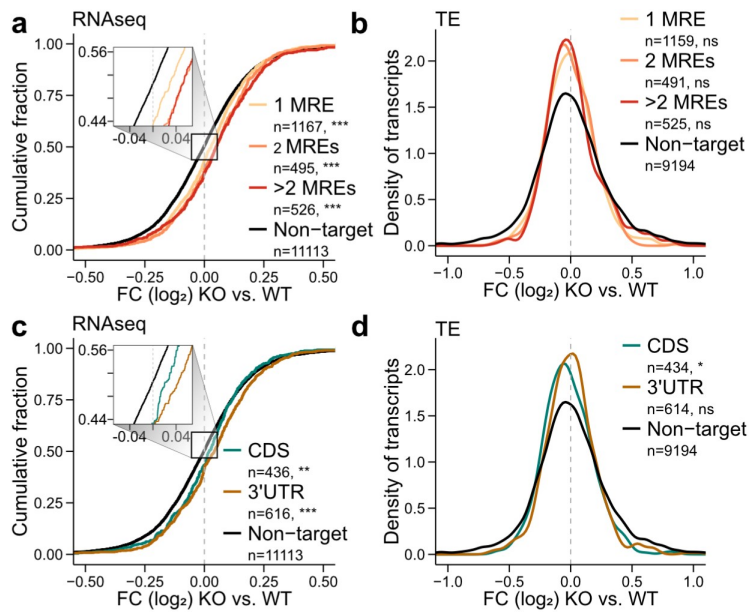 a
RNAseq
1.00
0.75
0.50
0.25
0.00
Cumulative fraction
0.56
0.44
−0.04
0.04
1 MRE
n=1167, ***
2 MREs
n=495, ***
>2 MREs
n=526, ***
Non−target
n=11113
−0.50
−0.25
0.00
0.25
0.50
FC (log₂) KO vs. WT
b
TE
2.0
1.5
1.0
0.5
0.0
Density of transcripts
1 MRE
n=1159, ns
2 MREs
n=491, ns
>2 MREs
n=525, ns
Non−target
n=9194
−1.0
−0.5
0.0
0.5
1.0
FC (log₂) KO vs. WT
c
RNAseq
1.00
0.75
0.50
0.25
0.00
Cumulative fraction
0.56
0.44
−0.04
0.04
CDS
n=436, **
3'UTR
n=616, ***
Non−target
n=11113
−0.50
−0.25
0.00
0.25
0.50
FC (log₂) KO vs. WT
d
TE
2.0
1.5
1.0
0.5
0.0
Density of transcripts
CDS
n=434, *
3'UTR
n=614, ns
Non−target
n=9194
−1.0
−0.5
0.0
0.5
1.0
FC (log₂) KO vs. WT